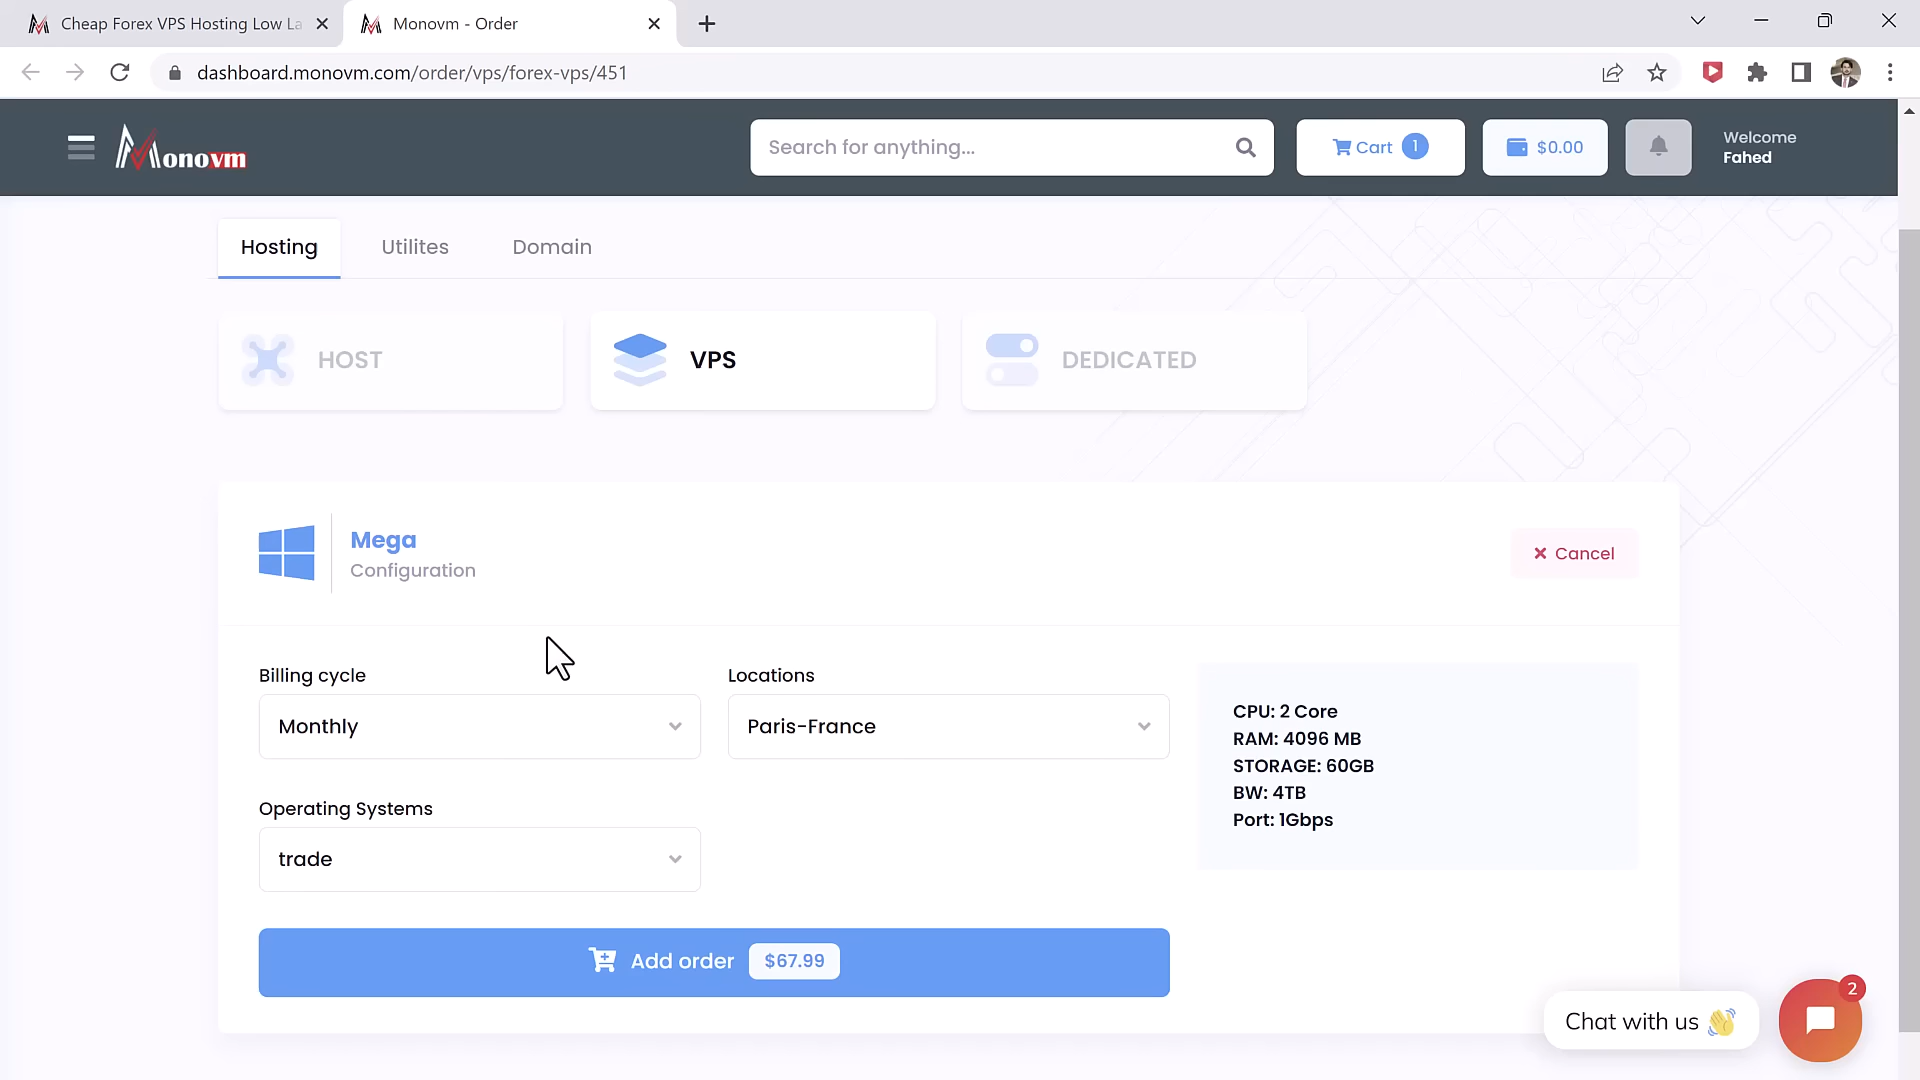 Cheap Forex VPS Hosting Low La
Monovm - Order
dashboard.monovm.com/order/vps/forex-vps/451
Monovm
Search for anything...
Cart 1
$0.00
Welcome
Fahed
Hosting
Utilites
Domain
HOST
VPS
DEDICATED
Mega
Configuration
Cancel
Billing cycle
Monthly
Locations
Paris-France
CPU: 2 Core
RAM: 4096 MB
STORAGE: 60GB
BW: 4TB
Port: 1Gbps
Operating Systems
trade
Add order $67.99
Chat with us 👋
2